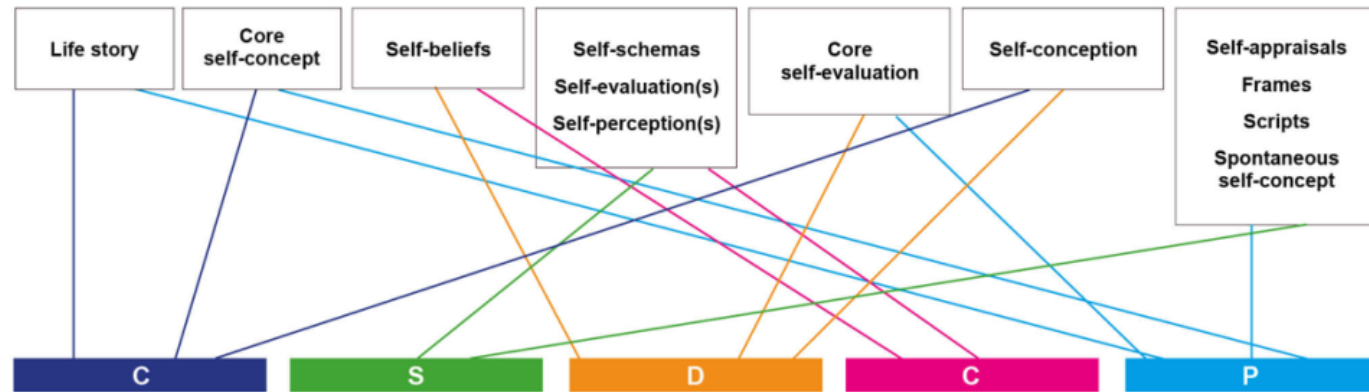 Life story
Core
self-concept
Self-beliefs
Self-schemas
Self-evaluation(s)
Self-perception(s)
Core
self-evaluation
Self-conception
Self-appraisals
Frames
Scripts
Spontaneous
self-concept
C
S
D
C
P